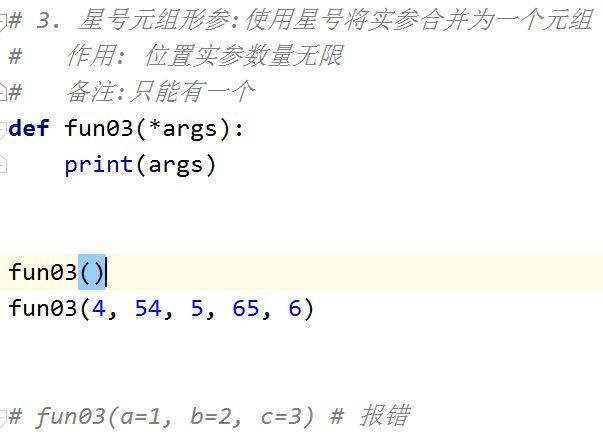 # 3. 星号元组形参:使用星号将实参合并为一个元组
#   作用: 位置实参数量无限
#   备注:只能有一个
def fun03(*args):
    print(args)
fun03()
fun03(4, 54, 5, 65, 6)
# fun03(a=1, b=2, c=3) # 报错